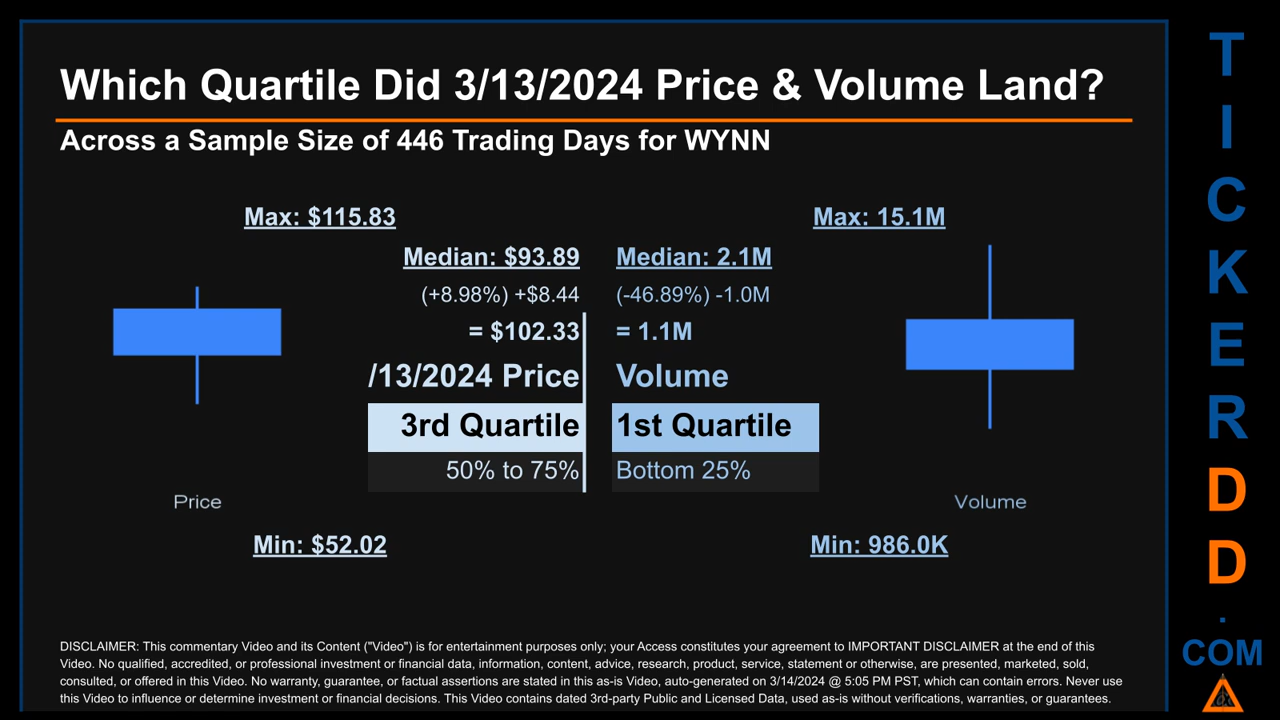 Which Quartile Did 3/13/2024 Price & Volume Land?
Across a Sample Size of 446 Trading Days for WYNN
Max: $115.83
Max: 15.1M
Median: $93.89
Median: 2.1M
(+8.98%) +$8.44
(-46.89%) -1.0M
= $102.33
= 1.1M
/13/2024 Price
Volume
3rd Quartile
1st Quartile
50% to 75%
Bottom 25%
Price
Volume
Min: $52.02
Min: 986.0K
DISCLAIMER: This commentary Video and its Content ("Video") is for entertainment purposes only; your Access constitutes your agreement to IMPORTANT DISCLAIMER at the end of this
Video. No qualified, accredited, or professional investment or financial data, information, content, advice, research, product, service, statement or otherwise, are presented, marketed, sold,
consulted, or offered in this Video. No warranty, guarantee, or factual assertions are stated in this as-is Video, auto-generated on 3/14/2024 @ 5:05 PM PST, which can contain errors. Never use
this Video to influence or determine investment or financial decisions. This Video contains dated 3rd-party Public and Licensed Data, used as-is without verifications, warranties, or guarantees.
T
I
C
K
E
R
D
D
.
COM